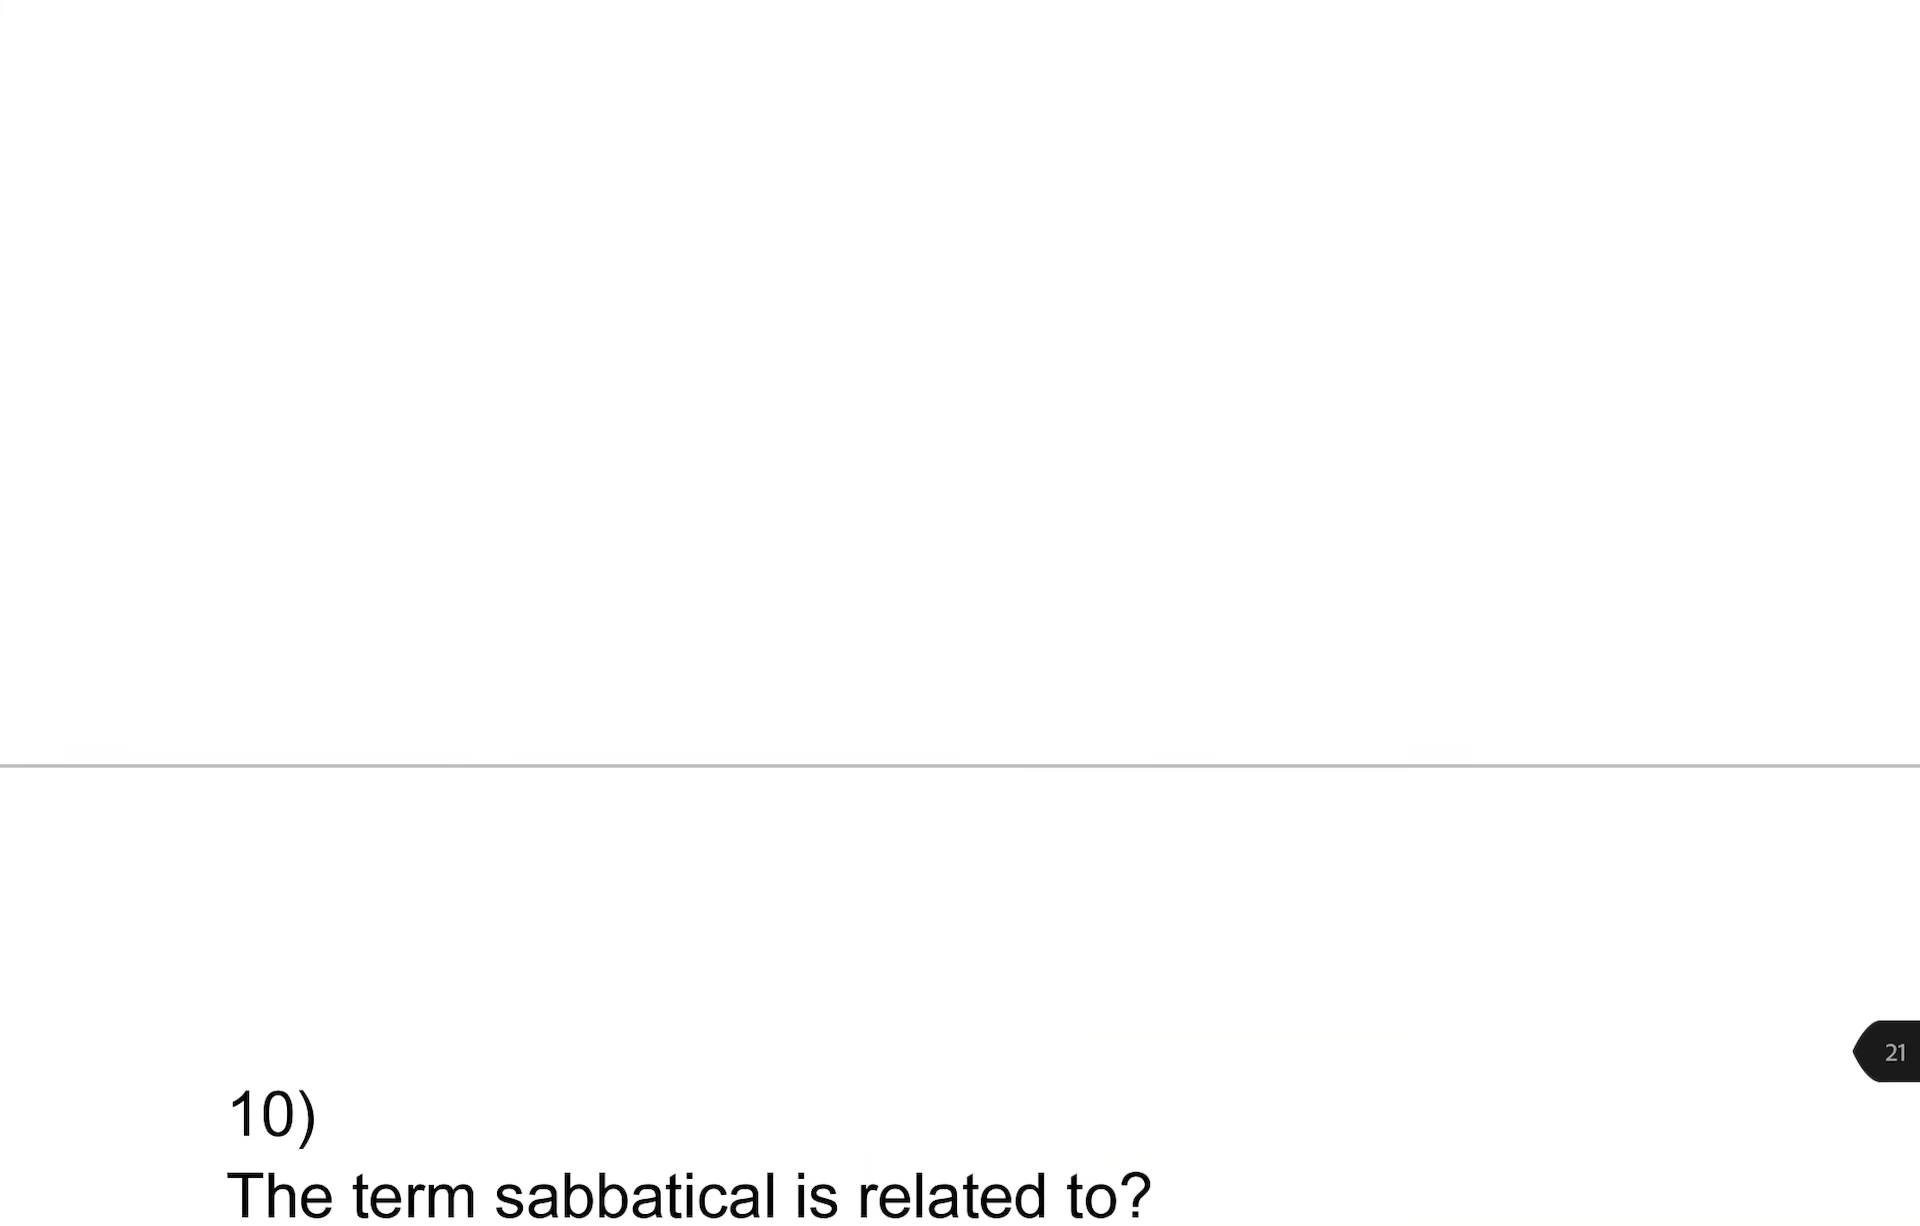 21
10)
The term sabbatical is related to?